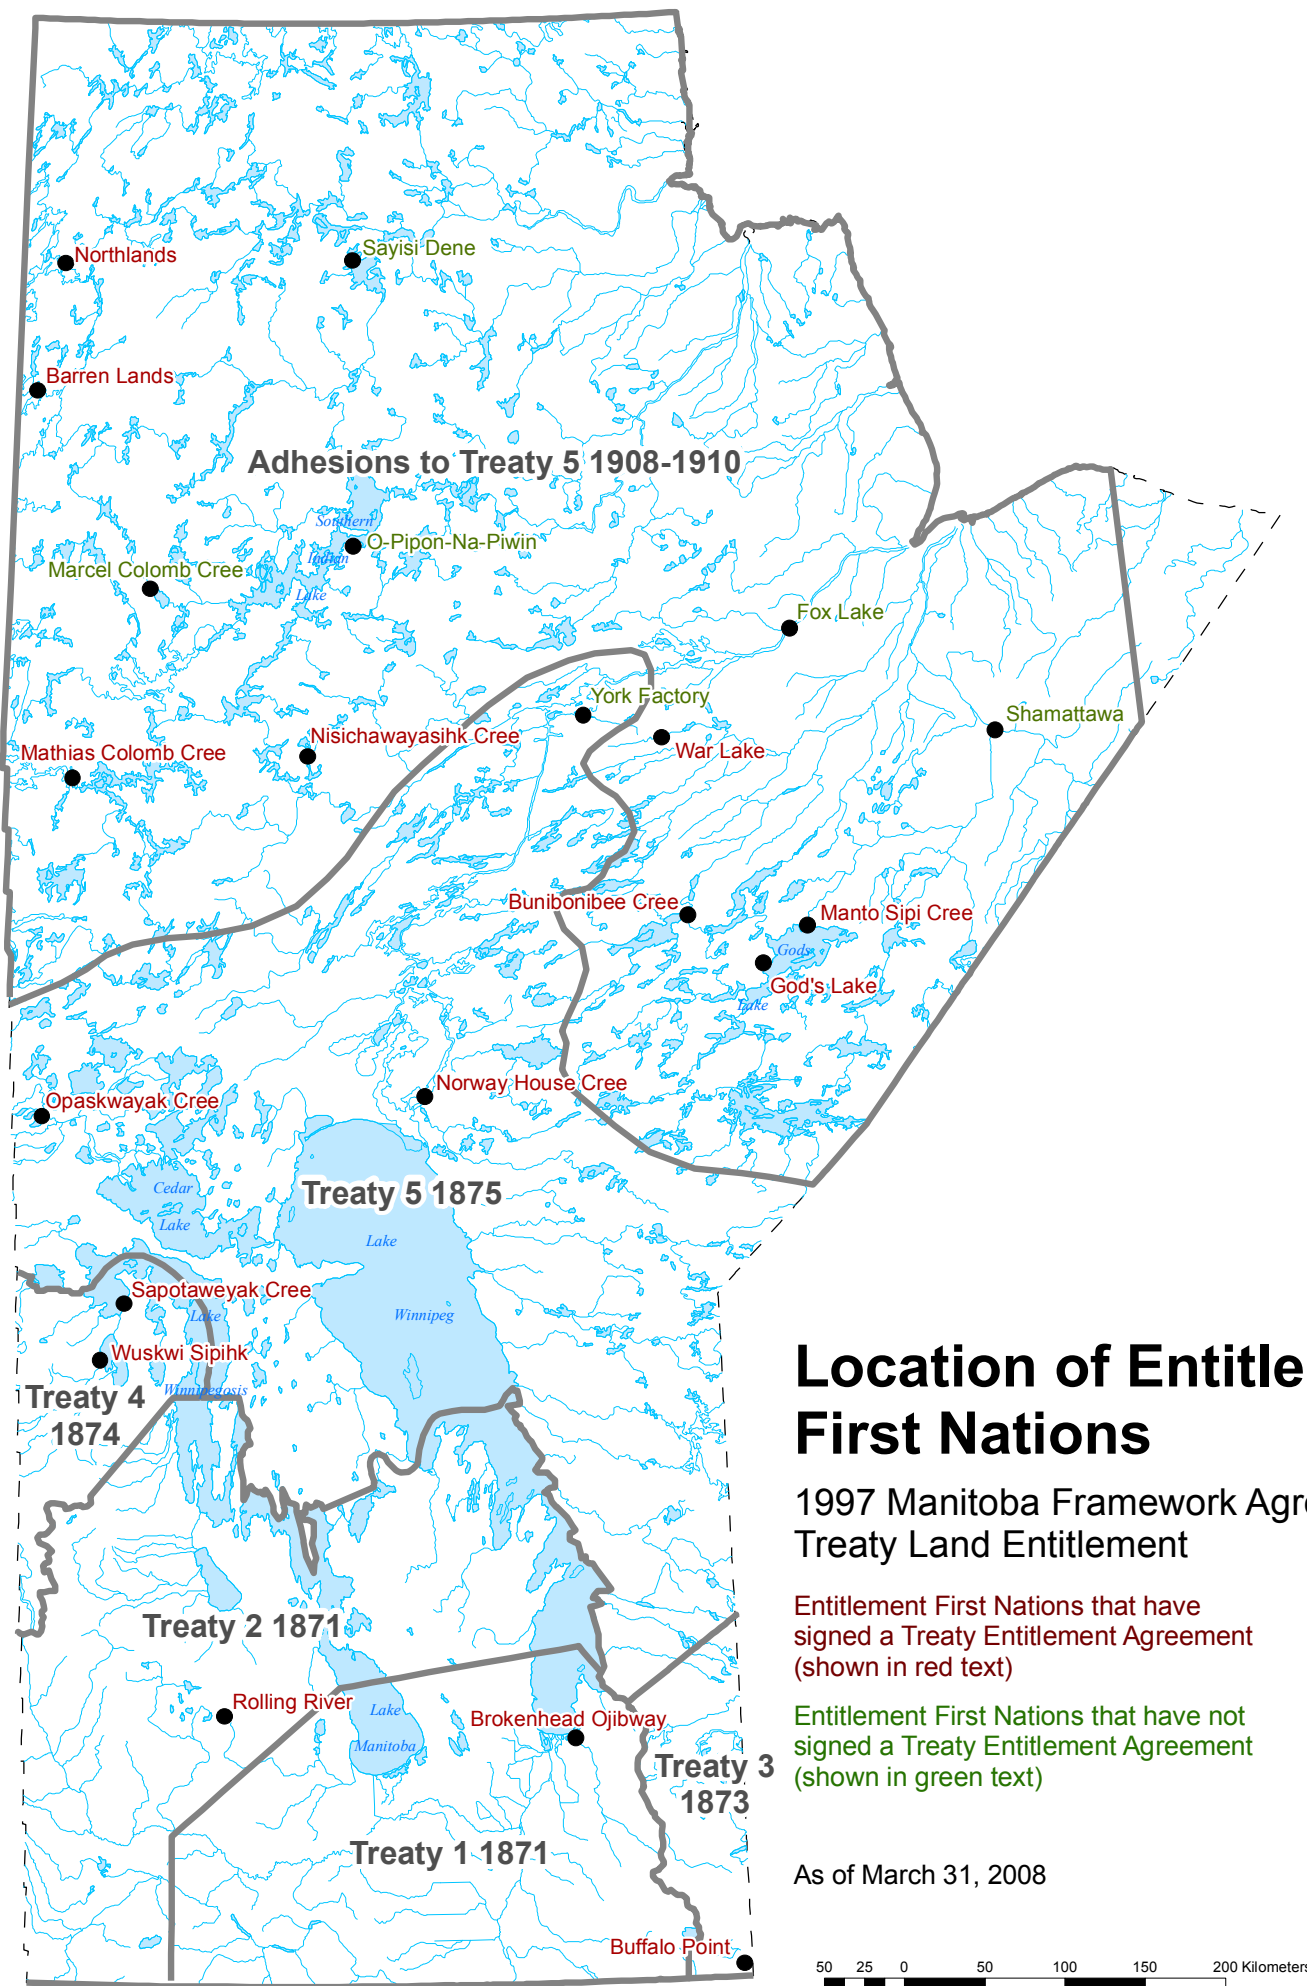 Northlands
Sayisi Dene
Barren Lands
Adhesions to Treaty 5 1908-1910
Southern
O-Pipon-Na-Piwin
Indian
Marcel Colomb Cree
Lake
Fox Lake
York Factory
Shamattawa
Nisichawayasihk Cree
War Lake
Mathias Colomb Cree
Bunibonibee Cree
Manto Sipi Cree
Gods
God's Lake
Lake
Norway House Cree
Opaskwayak Cree
Cedar
Treaty 5 1875
Lake
Lake
Sapotaweyak Cree
Lake
Winnipeg
Wuskwi Sipihk
Winnipegosis
Treaty 4
1874
Location of Entitle
First Nations
1997 Manitoba Framework Agre
Treaty Land Entitlement
Entitlement First Nations that have
signed a Treaty Entitlement Agreement
(shown in red text)
Treaty 2 1871
Rolling River
Lake
Brokenhead Ojibway
Manitoba
Entitlement First Nations that have not
signed a Treaty Entitlement Agreement
(shown in green text)
Treaty 3
1873
Treaty 1 1871
As of March 31, 2008
Buffalo Point
50 25 0 50 100 150 200 Kilometers